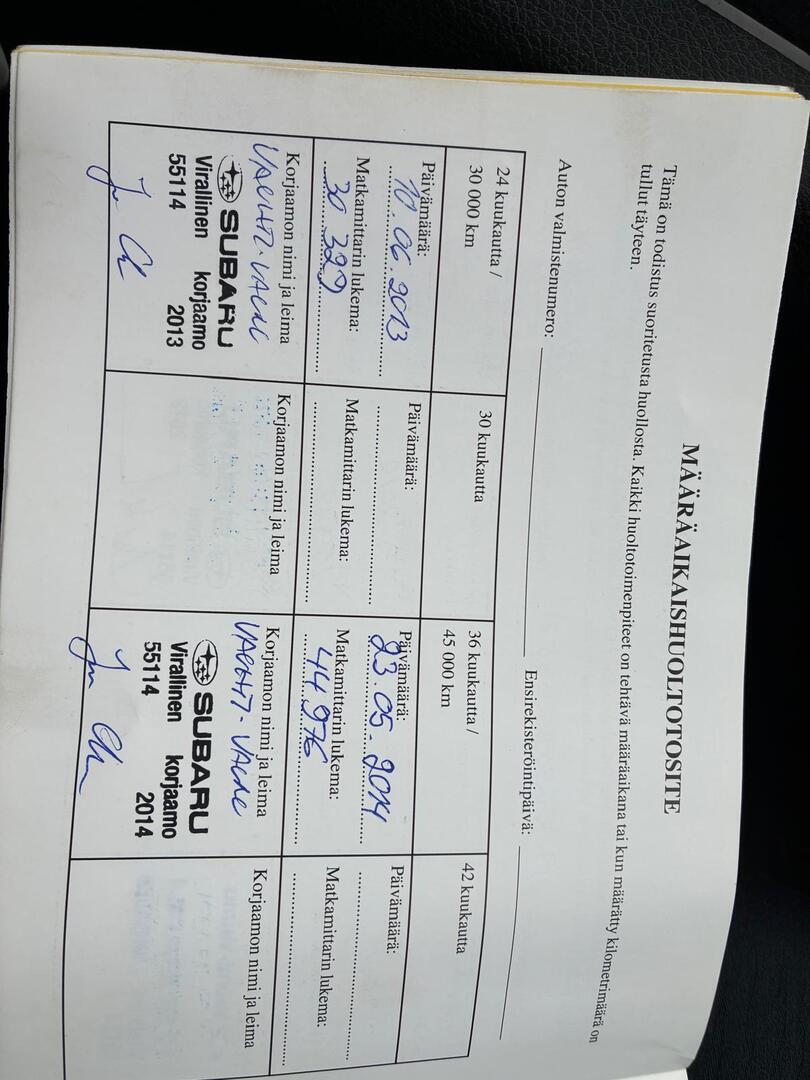 MÄÄRÄAIKAISHUOLTOTOSITE
Tämä on todistus suoritetusta huollosta. Kaikki huoltotoimenpiteet on tehtävä määräaikana tai kun määrätty kilometrimäärä on
tullut täyteen.
Auton valmistenumero: Ensirekisteröintipäivä:
24 kuukautta /
30 000 km
Päivämäärä:
10.06.2013
Matkamittarin lukema:
30 329
Korjaamon nimi ja leima
SUBARU
Virallinen korjaamo
55114 2013
30 kuukautta
Päivämäärä:
Matkamittarin lukema:
Korjaamon nimi ja leima
36 kuukautta /
45 000 km
Päivämäärä:
23.05.2014
Matkamittarin lukema:
44 976
Korjaamon nimi ja leima
SUBARU
Virallinen korjaamo
55114 2014
42 kuukautta
Päivämäärä:
Matkamittarin lukema:
Korjaamon nimi ja leima